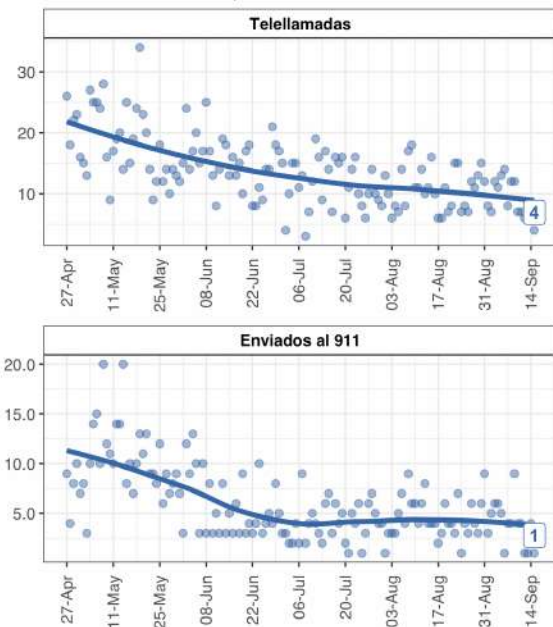 Telellamadas
30
20
10
4
27-Apr
11-May
25-May
08-Jun
22-Jun
06-Jul
20-Jul
03-Aug
17-Aug
31-Aug
14-Sep
Enviados al 911
20.0
15.0
10.0
5.0
1
27-Apr
11-May
25-May
08-Jun
22-Jun
06-Jul
20-Jul
03-Aug
17-Aug
31-Aug
14-Sep